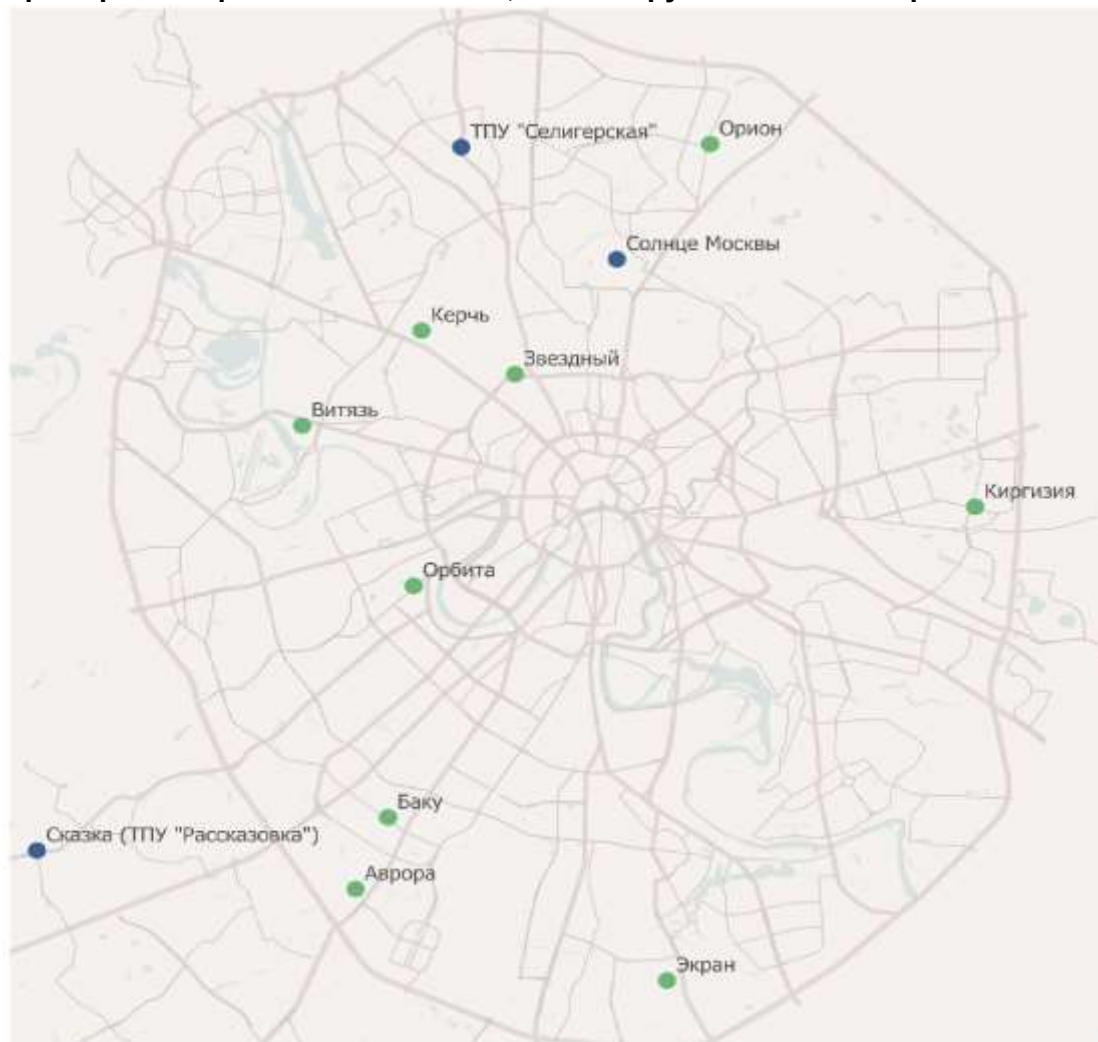 ТПУ "Селигерская"
Орион
Солнце Москвы
Керчь
Звездный
Витязь
Киргизия
Орбита
Баку
Сказка (ТПУ "Рассказовка")
Аврора
Экран